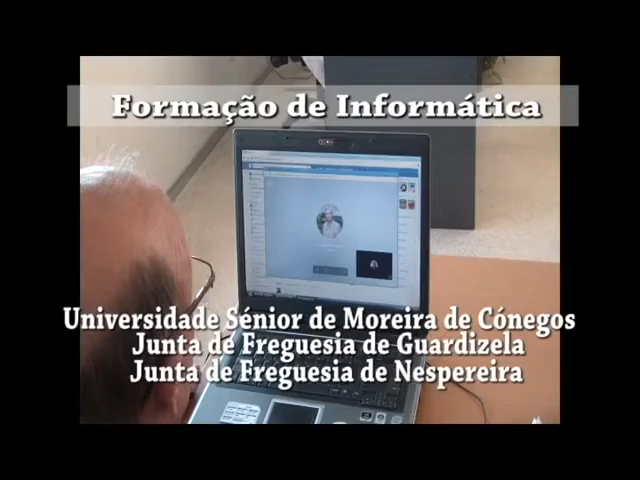 Formação de Informática
Universidade Sénior de Moreira de Cónegos
Junta de Freguesia de Guardizela
Junta de Freguesia de Nespereira